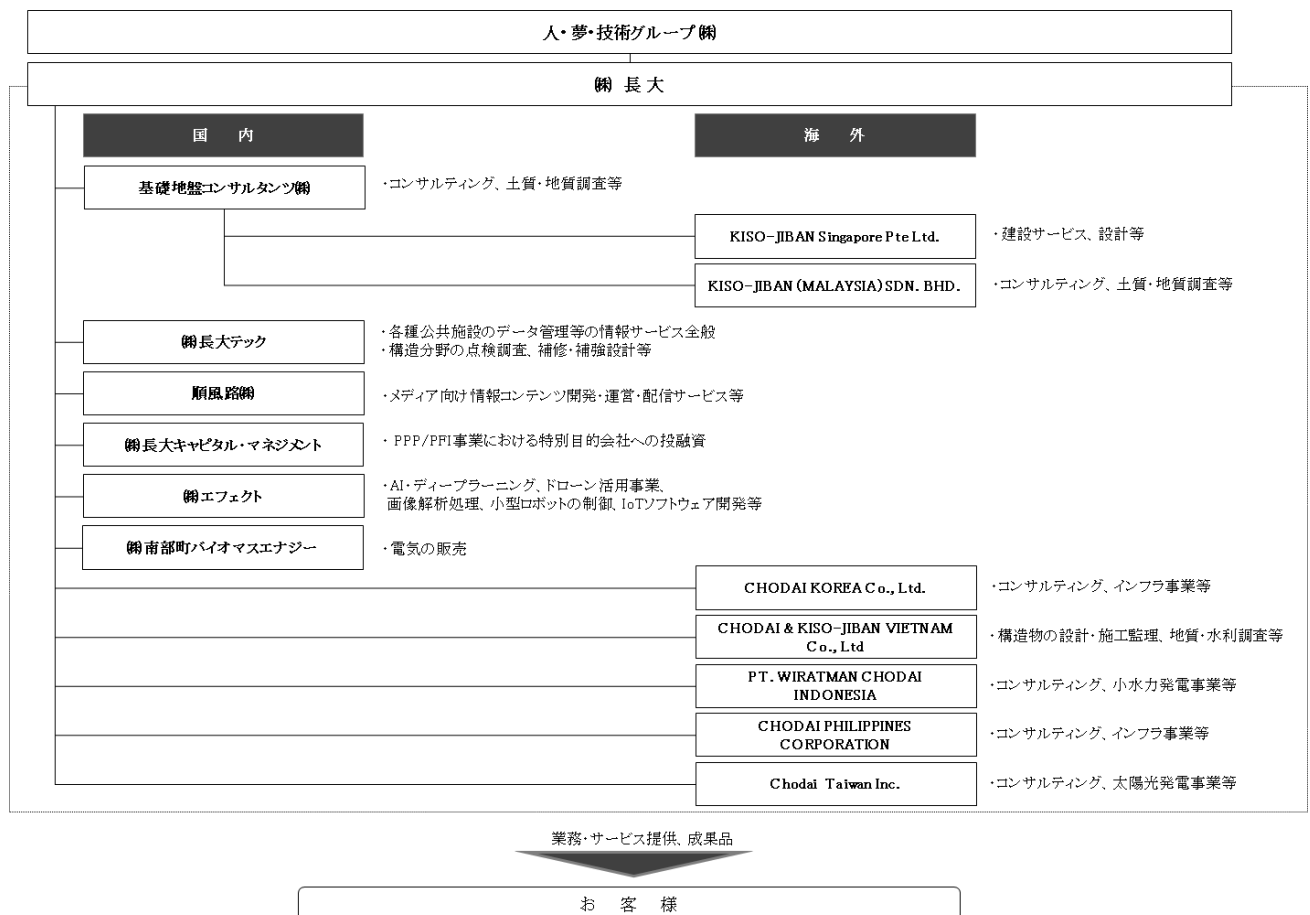 人・夢・技術グループ㈱
㈱ 長 大
国 内
海 外
基礎地盤コンサルタンツ㈱
・コンサルティング、土質・地質調査等
KISO-JIBAN Singapore Pte Ltd.
・建設サービス、設計等
KISO-JIBAN (MALAYSIA) SDN. BHD.
・コンサルティング、土質・地質調査等
㈱長大テック
・各種公共施設のデータ管理等の情報サービス全般
・構造分野の点検調査、補修・補強設計等
順風路㈱
・メディア向け情報コンテンツ開発・運営・配信サービス等
㈱長大キャピタル・マネジメント
・PPP/PFI事業における特別目的会社への投融資
㈱エフェクト
・AI・ディープラーニング、ドローン活用事業、
画像解析処理、小型ロボットの制御、IoTソフトウェア開発等
㈱南部町バイオマスエナジー
・電気の販売
CHODAI KOREA Co., Ltd.
・コンサルティング、インフラ事業等
CHODAI & KISO-JIBAN VIETNAM
Co., Ltd
・構造物の設計・施工監理、地質・水利調査等
PT. WIRATMAN CHODAI
INDONESIA
・コンサルティング、小水力発電事業等
CHODAI PHILIPPINES
CORPORATION
・コンサルティング、インフラ事業等
Chodai Taiwan Inc.
・コンサルティング、太陽光発電事業等
業務・サービス提供、成果品
お 客 様